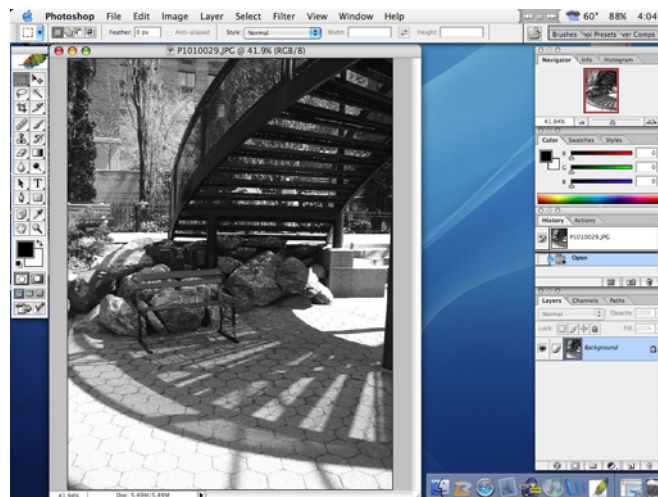 Photoshop File Edit Image Layer Select Filter View Window Help 60° 88% 4:04
Feather: 0 px Anti-aliased Style: Normal Width: Height: Brushes
P1010029.JPG @ 41.9% (RGB/8)
Navigator Info Histogram
41.94%
Color Swatches Styles
R 0
G 0
B 0
History Actions
P1010029.JPG
Open
Layers Channels Paths
Normal Opacity: 100%
Lock: Fill: 100%
Background
41.94% Doc: 5.49M/5.49M